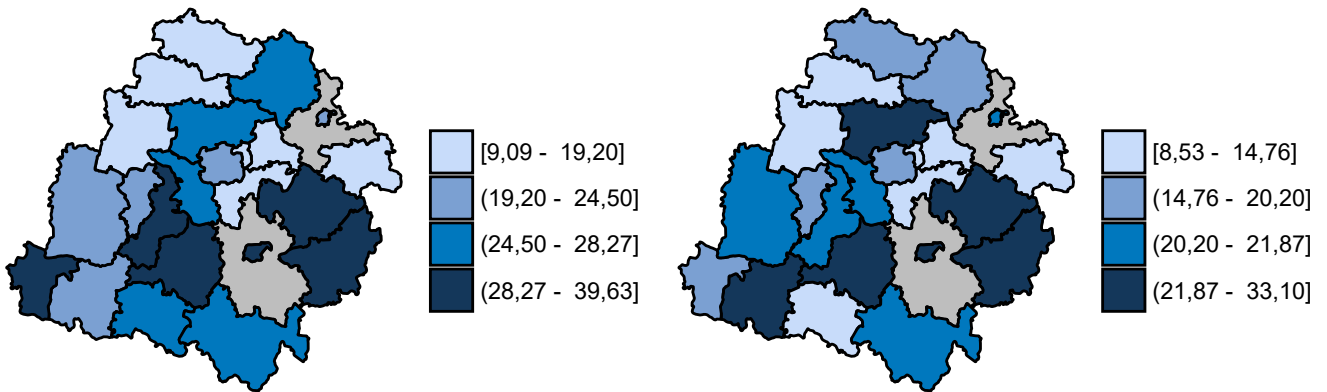 [9,09 - 19,20]
(19,20 - 24,50]
(24,50 - 28,27]
(28,27 - 39,63]
[8,53 - 14,76]
(14,76 - 20,20]
(20,20 - 21,87]
(21,87 - 33,10]